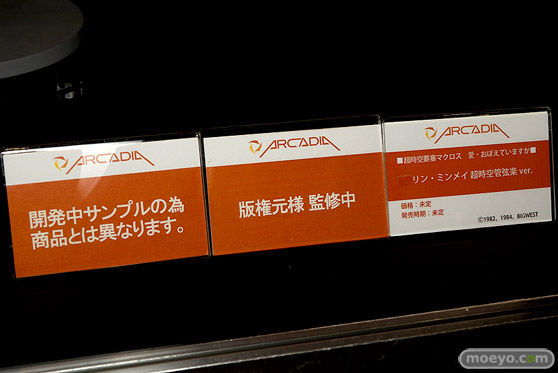 ARCADIA
開発中サンプルの為
商品とは異なります。
ARCADIA
版権元様 監修中
ARCADIA
■超時空要塞マクロス 愛・おぼえていますか■
リン・ミンメイ 超時空管弦楽 ver.
価格：未定
発売時期：未定
©1982、1984、BIGWEST
moeyo.com